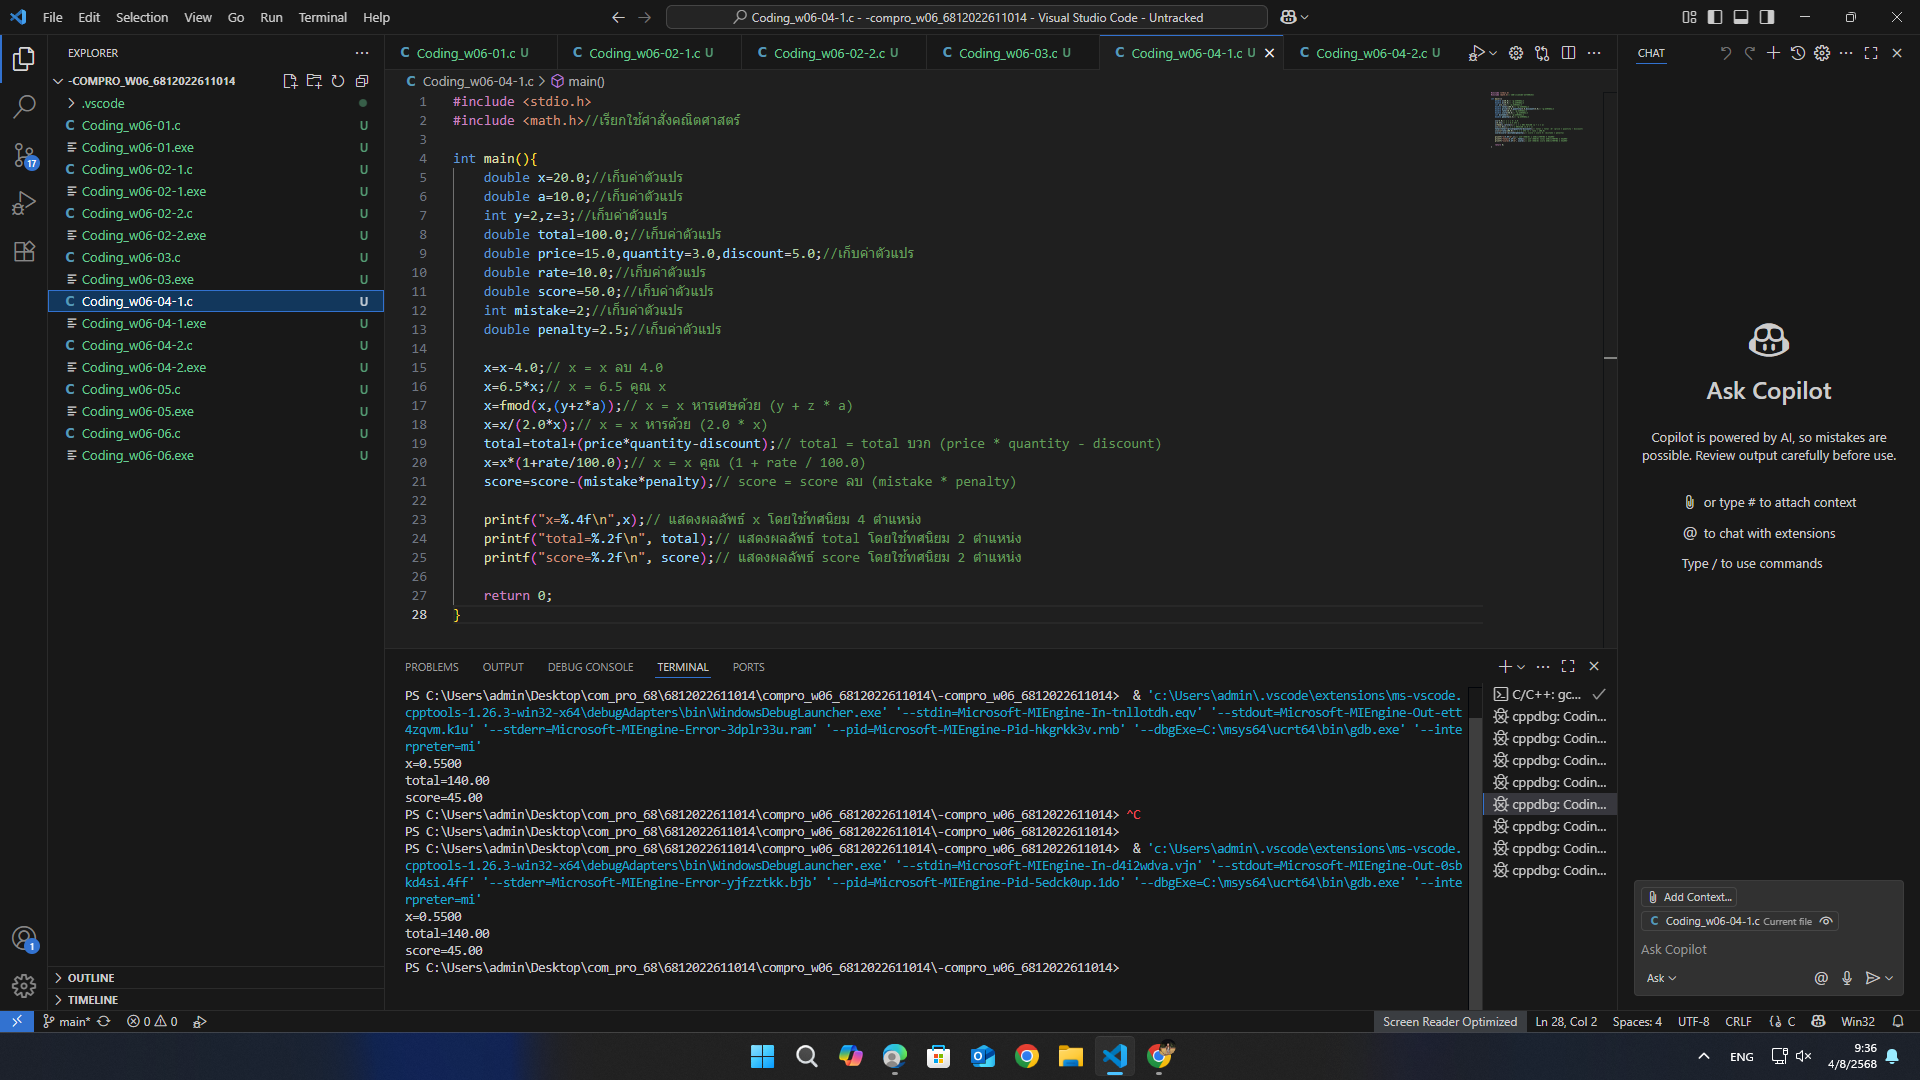 File Edit Selection View Go Run Terminal Help
Coding_w06-04-1.c - -compro_w06_6812022611014 - Visual Studio Code - Untracked
EXPLORER
-COMPRO_W06_6812022611014
.vscode
Coding_w06-01.c U
Coding_w06-01.exe U
Coding_w06-02-1.c U
Coding_w06-02-1.exe U
Coding_w06-02-2.c U
Coding_w06-02-2.exe U
Coding_w06-03.c U
Coding_w06-03.exe U
Coding_w06-04-1.c U
Coding_w06-04-1.exe U
Coding_w06-04-2.c U
Coding_w06-04-2.exe U
Coding_w06-05.c U
Coding_w06-05.exe U
Coding_w06-06.c U
Coding_w06-06.exe U
OUTLINE
TIMELINE
17
1
Coding_w06-01.c U Coding_w06-02-1.c U Coding_w06-02-2.c U Coding_w06-03.c U Coding_w06-04-1.c U Coding_w06-04-2.c U
Coding_w06-04-1.c > main()
1 #include <stdio.h>
2 #include <math.h>//เรียกใช้คำสั่งคณิตศาสตร์
3
4 int main(){
5 double x=20.0;//เก็บค่าตัวแปร
6 double a=10.0;//เก็บค่าตัวแปร
7 int y=2,z=3;//เก็บค่าตัวแปร
8 double total=100.0;//เก็บค่าตัวแปร
9 double price=15.0,quantity=3.0,discount=5.0;//เก็บค่าตัวแปร
10 double rate=10.0;//เก็บค่าตัวแปร
11 double score=50.0;//เก็บค่าตัวแปร
12 int mistake=2;//เก็บค่าตัวแปร
13 double penalty=2.5;//เก็บค่าตัวแปร
14
15 x=x-4.0;// x = x ลบ 4.0
16 x=6.5*x;// x = 6.5 คูณ x
17 x=fmod(x,(y+z*a));// x = x หารเศษด้วย (y + z * a)
18 x=x/(2.0*x);// x = x หารด้วย (2.0 * x)
19 total=total+(price*quantity-discount);// total = total บวก (price * quantity - discount)
20 x=x*(1+rate/100.0);// x = x คูณ (1 + rate / 100.0)
21 score=score-(mistake*penalty);// score = score ลบ (mistake * penalty)
22
23 printf("x=%.4f\n",x);// แสดงผลลัพธ์ x โดยใช้ทศนิยม 4 ตำแหน่ง
24 printf("total=%.2f\n", total);// แสดงผลลัพธ์ total โดยใช้ทศนิยม 2 ตำแหน่ง
25 printf("score=%.2f\n", score);// แสดงผลลัพธ์ score โดยใช้ทศนิยม 2 ตำแหน่ง
26
27 return 0;
28 }
PROBLEMS OUTPUT DEBUG CONSOLE TERMINAL PORTS
PS C:\Users\admin\Desktop\com_pro_68\6812022611014\compro_w06_6812022611014\-compro_w06_6812022611014> & 'c:\Users\admin\.vscode\extensions\ms-vscode.
cpptools-1.26.3-win32-x64\debugAdapters\bin\WindowsDebugLauncher.exe' '--stdin=Microsoft-MIEngine-In-tnllotdh.eqv' '--stdout=Microsoft-MIEngine-Out-ett
4zqvm.k1u' '--stderr=Microsoft-MIEngine-Error-3dplr33u.ram' '--pid=Microsoft-MIEngine-Pid-hkgrkk3v.rnb' '--dbgExe=C:\msys64\ucrt64\bin\gdb.exe' '--inte
rpreter=mi'
x=0.5500
total=140.00
score=45.00
PS C:\Users\admin\Desktop\com_pro_68\6812022611014\compro_w06_6812022611014\-compro_w06_6812022611014> ^C
PS C:\Users\admin\Desktop\com_pro_68\6812022611014\compro_w06_6812022611014\-compro_w06_6812022611014>
PS C:\Users\admin\Desktop\com_pro_68\6812022611014\compro_w06_6812022611014\-compro_w06_6812022611014> & 'c:\Users\admin\.vscode\extensions\ms-vscode.
cpptools-1.26.3-win32-x64\debugAdapters\bin\WindowsDebugLauncher.exe' '--stdin=Microsoft-MIEngine-In-d4i2wdva.vjn' '--stdout=Microsoft-MIEngine-Out-0sb
kd4si.4ff' '--stderr=Microsoft-MIEngine-Error-yjfzztkk.bjb' '--pid=Microsoft-MIEngine-Pid-5edck0up.1do' '--dbgExe=C:\msys64\ucrt64\bin\gdb.exe' '--inte
rpreter=mi'
x=0.5500
total=140.00
score=45.00
PS C:\Users\admin\Desktop\com_pro_68\6812022611014\compro_w06_6812022611014\-compro_w06_6812022611014>
C/C++: gc...
cppdbg: Codin...
cppdbg: Codin...
cppdbg: Codin...
cppdbg: Codin...
cppdbg: Codin...
cppdbg: Codin...
cppdbg: Codin...
cppdbg: Codin...
CHAT
Ask Copilot
Copilot is powered by AI, so mistakes are
possible. Review output carefully before use.
or type # to attach context
@ to chat with extensions
Type / to use commands
Add Context...
Coding_w06-04-1.c Current file
Ask Copilot
Ask
main* 0 0
Screen Reader Optimized Ln 28, Col 2 Spaces: 4 UTF-8 CRLF {} C Win32
ENG
9:36
4/8/2568